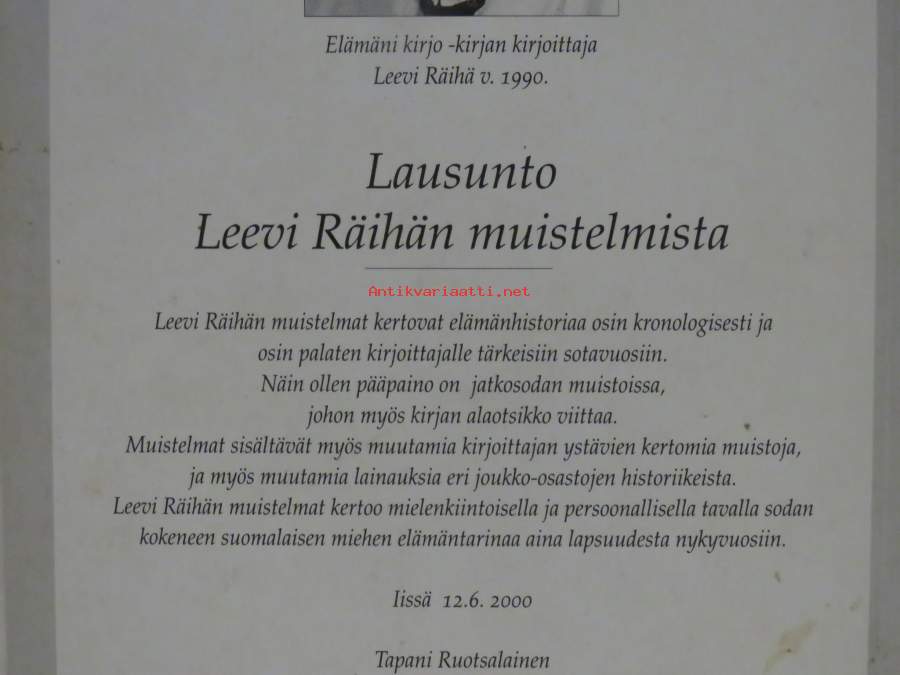 Elämäni kirjo -kirjan kirjoittaja
Leevi Räihä v. 1990.
Lausunto
Leevi Räihän muistelmista
Antikvariaatti.net
Leevi Räihän muistelmat kertovat elämänhistoriaa osin kronologisesti ja
osin palaten kirjoittajalle tärkeisiin sotavuosiin.
Näin ollen pääpaino on jatkosodan muistoissa,
johon myös kirjan alaotsikko viittaa.
Muistelmat sisältävät myös muutamia kirjoittajan ystävien kertomia muistoja,
ja myös muutamia lainauksia eri joukko-osastojen historiikeista.
Leevi Räihän muistelmat kertoo mielenkiintoisella ja persoonallisella tavalla sodan
kokeneen suomalaisen miehen elämäntarinaa aina lapsuudesta nykyvuosiin.
Iissä 12.6. 2000
Tapani Ruotsalainen